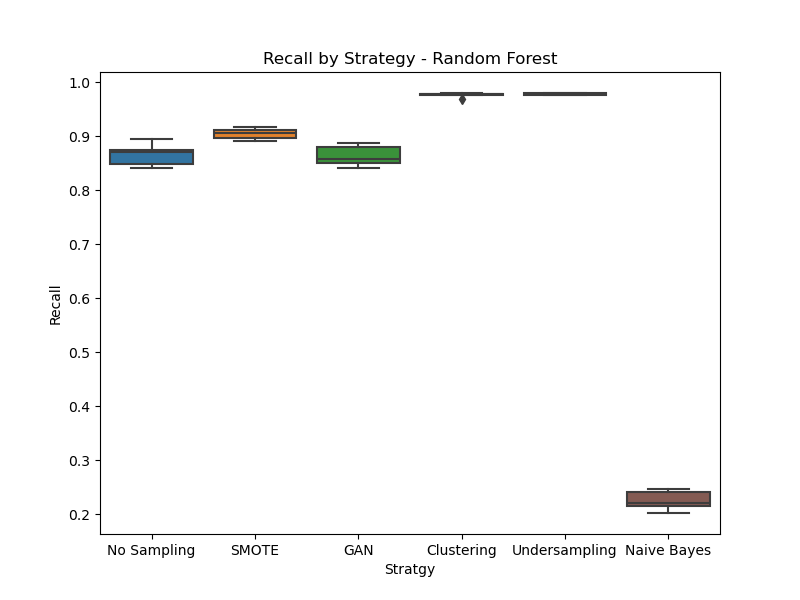 Recall by Strategy - Random Forest
1.0
0.9
0.8
0.7
0.6
0.5
0.4
0.3
0.2
Recall
No Sampling SMOTE GAN Clustering Undersampling Naive Bayes
Stratgy